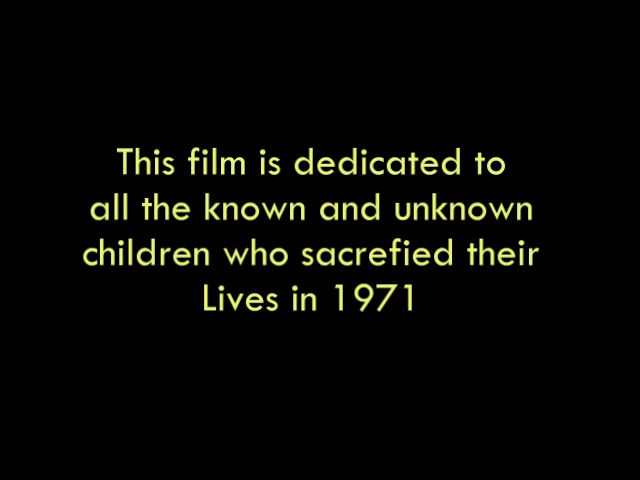 This film is dedicated to
all the known and unknown
children who sacrefied their
Lives in 1971